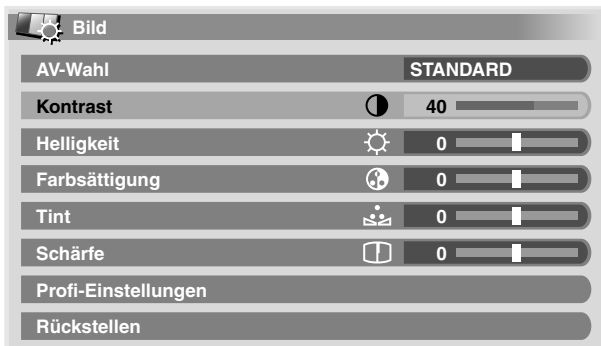 Bild
AV-Wahl STANDARD
Kontrast 40
Helligkeit 0
Farbsättigung 0
Tint 0
Schärfe 0
Profi-Einstellungen
Rückstellen